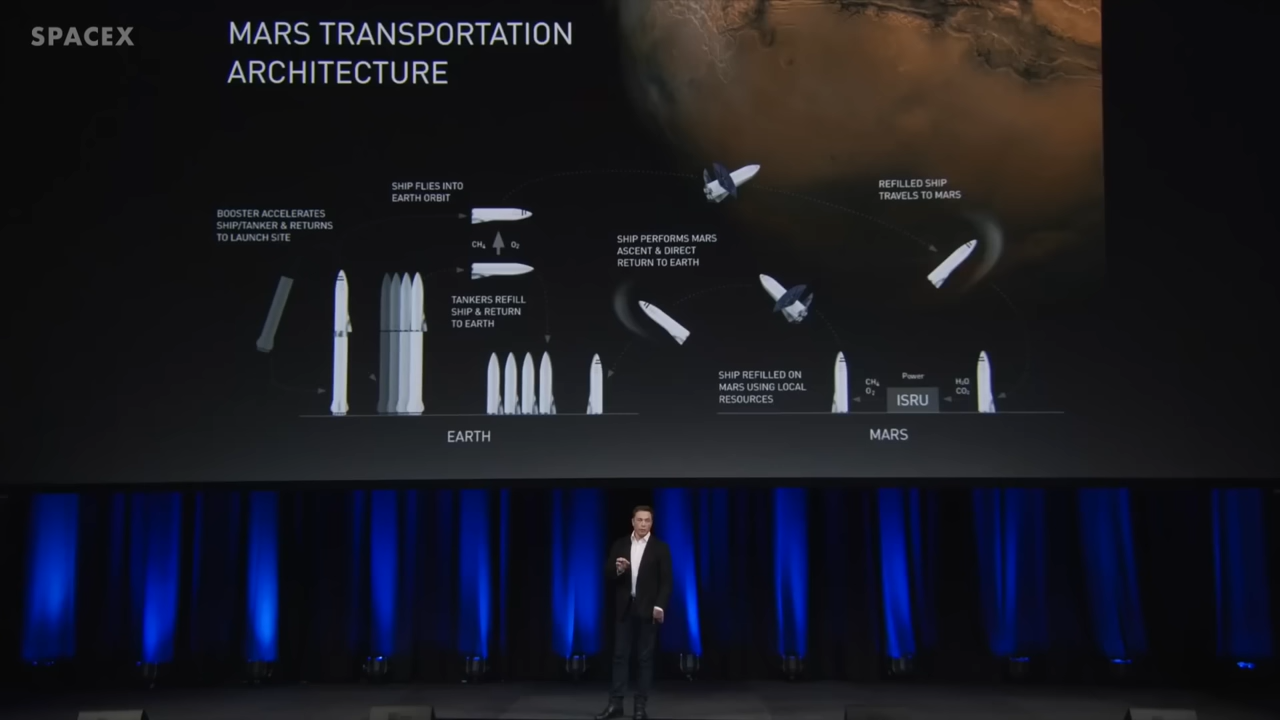 SPACEX
MARS TRANSPORTATION
ARCHITECTURE
SHIP FLIES INTO
EARTH ORBIT
REFILLED SHIP
TRAVELS TO MARS
BOOSTER ACCELERATES
SHIP/TANKER & RETURNS
TO LAUNCH SITE
CH₄ O₂
SHIP PERFORMS MARS
ASCENT & DIRECT
RETURN TO EARTH
TANKERS REFILL
SHIP & RETURN
TO EARTH
SHIP REFILLED ON
MARS USING LOCAL
RESOURCES
CH₄
O₂
Power
ISRU
H₂O
CO₂
EARTH
MARS